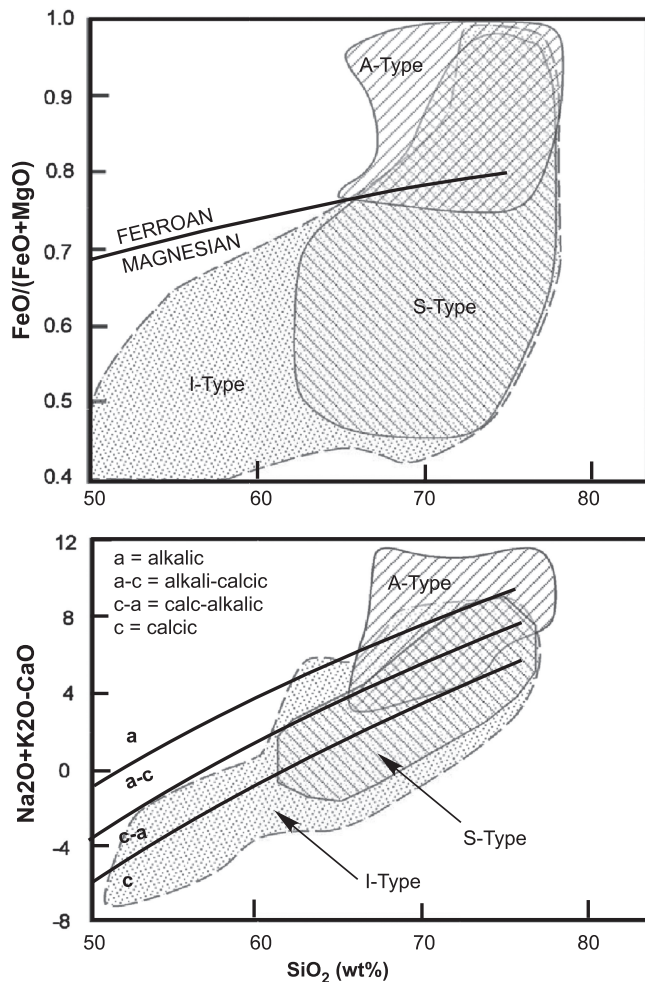 1.0
A-Type
0.9
0.8
FeO/(FeO+MgO)
FERROAN
0.7
MAGNESIAN
S-Type
0.6
I-Type
0.5
0.4
50
60
70
80
12
a = alkalic
a-c = alkali-calcic
A-Type
c-a = calc-alkalic
8
c = calcic
4
Na2O+K2O-CaO
a
0
a-c
S-Type
c-a
-4
I-Type
c
-8
50
60
70
80
SiO₂ (wt%)